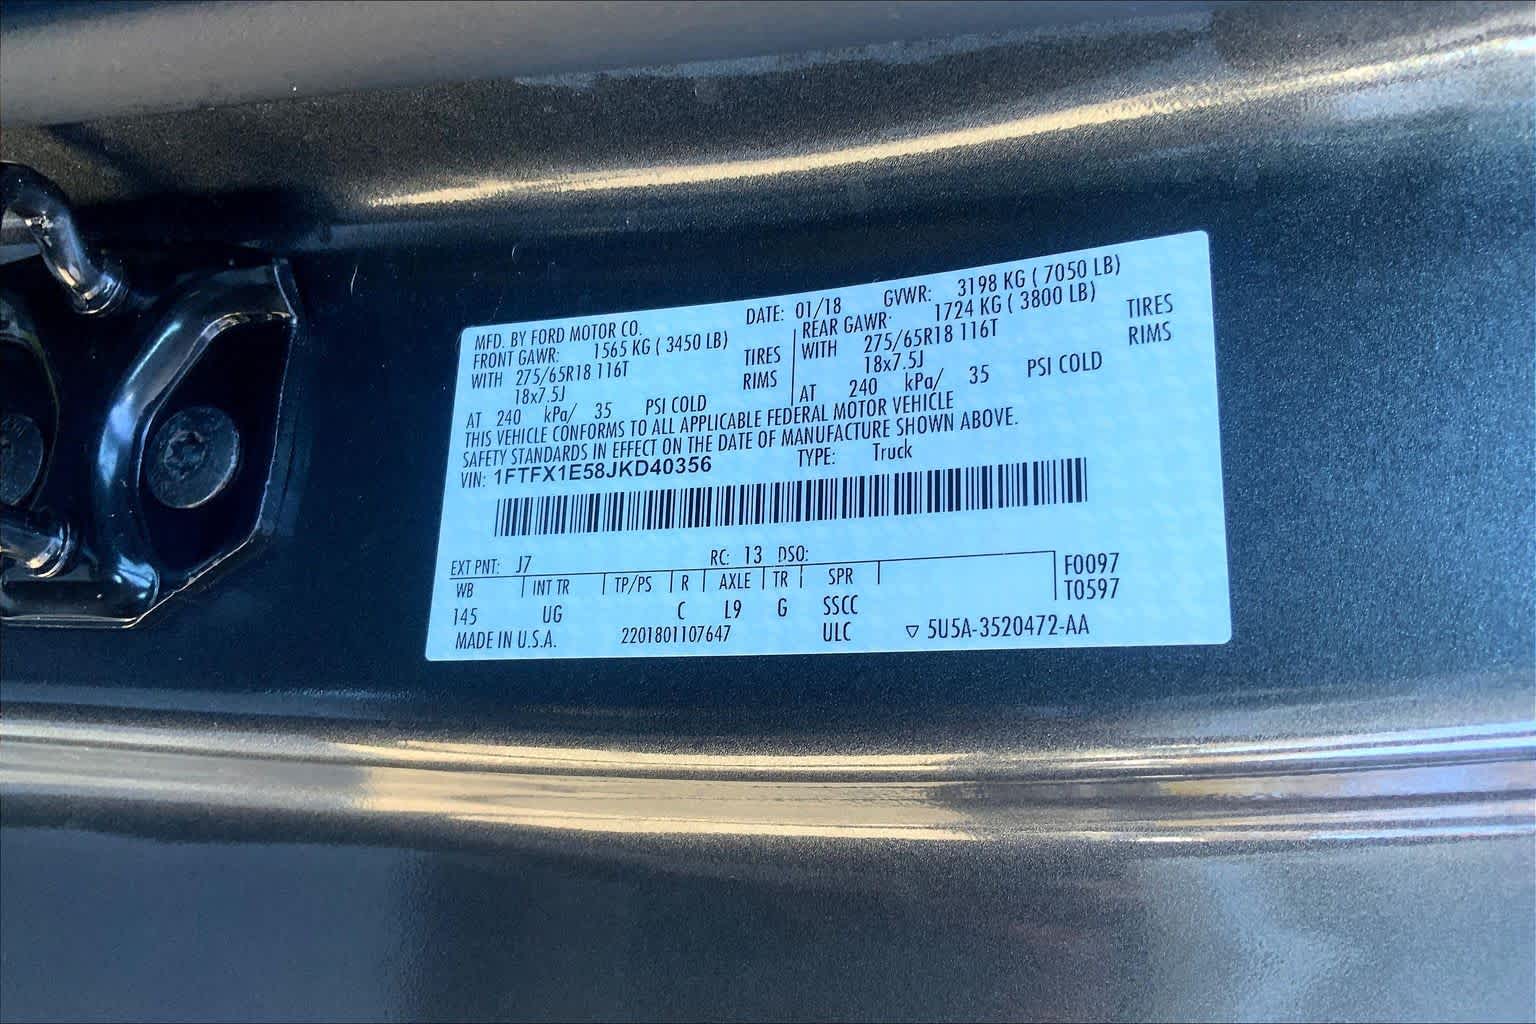 MFD. BY FORD MOTOR CO. DATE: 01/18 GVWR: 3198 KG ( 7050 LB)
FRONT GAWR: 1565 KG ( 3450 LB) REAR GAWR: 1724 KG ( 3800 LB)
WITH 275/65R18 116T TIRES WITH 275/65R18 116T TIRES
18x7.5J RIMS 18x7.5J RIMS
AT 240 kPa/ 35 PSI COLD AT 240 kPa/ 35 PSI COLD
THIS VEHICLE CONFORMS TO ALL APPLICABLE FEDERAL MOTOR VEHICLE
SAFETY STANDARDS IN EFFECT ON THE DATE OF MANUFACTURE SHOWN ABOVE.
VIN: 1FTFX1E58JKD40356 TYPE: Truck
EXT PNT: J7 RC: 13 DSO:
WB INT TR TP/PS R AXLE TR SPR F0097
145 UG C L9 G SSCC T0597
MADE IN U.S.A. 2201801107647 ULC ▽ 5U5A-3520472-AA